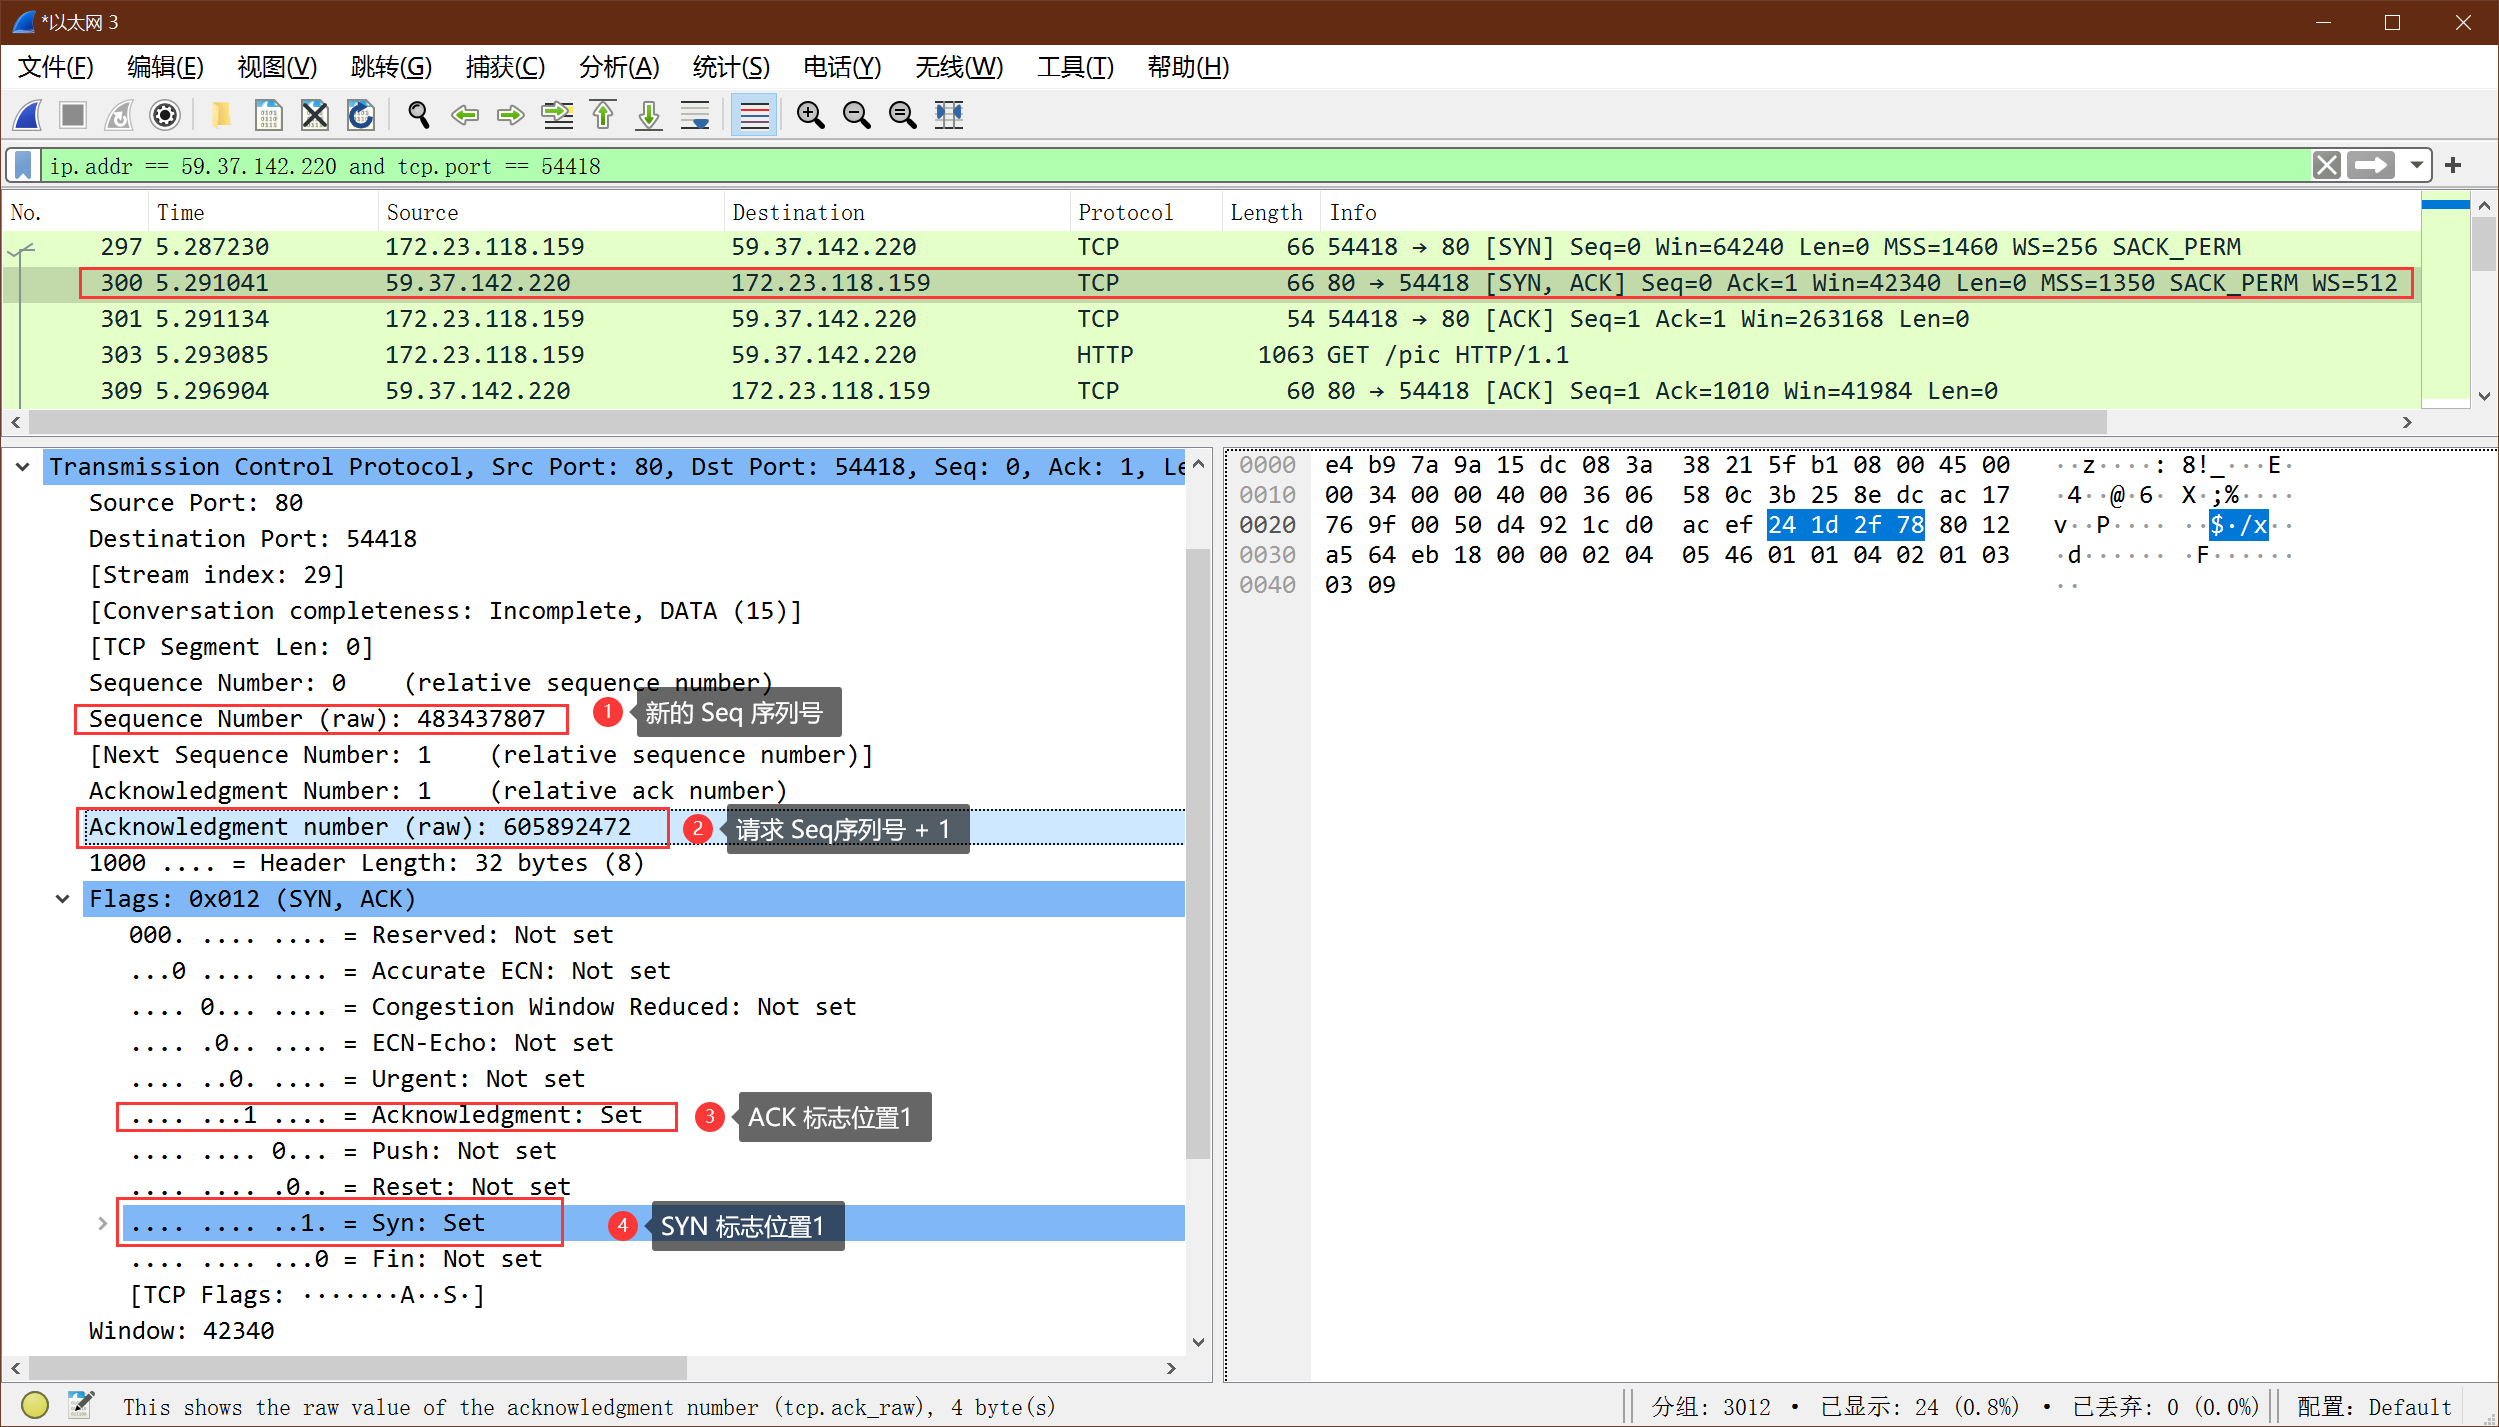 *以太网 3
文件(F) 编辑(E) 视图(V) 跳转(G) 捕获(C) 分析(A) 统计(S) 电话(Y) 无线(W) 工具(T) 帮助(H)
ip.addr == 59.37.142.220 and tcp.port == 54418
No. Time Source Destination Protocol Length Info
297 5.287230 172.23.118.159 59.37.142.220 TCP 66 54418 → 80 [SYN] Seq=0 Win=64240 Len=0 MSS=1460 WS=256 SACK_PERM
300 5.291041 59.37.142.220 172.23.118.159 TCP 66 80 → 54418 [SYN, ACK] Seq=0 Ack=1 Win=42340 Len=0 MSS=1350 SACK_PERM WS=512
301 5.291134 172.23.118.159 59.37.142.220 TCP 54 54418 → 80 [ACK] Seq=1 Ack=1 Win=263168 Len=0
303 5.293085 172.23.118.159 59.37.142.220 HTTP 1063 GET /pic HTTP/1.1
309 5.296904 59.37.142.220 172.23.118.159 TCP 60 80 → 54418 [ACK] Seq=1 Ack=1010 Win=41984 Len=0
Transmission Control Protocol, Src Port: 80, Dst Port: 54418, Seq: 0, Ack: 1, Le
Source Port: 80
Destination Port: 54418
[Stream index: 29]
[Conversation completeness: Incomplete, DATA (15)]
[TCP Segment Len: 0]
Sequence Number: 0 (relative sequence number)
Sequence Number (raw): 483437807 1 新的 Seq 序列号
[Next Sequence Number: 1 (relative sequence number)]
Acknowledgment Number: 1 (relative ack number)
Acknowledgment number (raw): 605892472 2 请求 Seq序列号 + 1
1000 .... = Header Length: 32 bytes (8)
Flags: 0x012 (SYN, ACK)
000. .... .... = Reserved: Not set
...0 .... .... = Accurate ECN: Not set
.... 0... .... = Congestion Window Reduced: Not set
.... .0.. .... = ECN-Echo: Not set
.... ..0. .... = Urgent: Not set
.... ...1 .... = Acknowledgment: Set 3 ACK 标志位置1
.... .... 0... = Push: Not set
.... .... .0.. = Reset: Not set
.... .... ..1. = Syn: Set 4 SYN 标志位置1
.... .... ...0 = Fin: Not set
[TCP Flags: ·······A··S·]
Window: 42340
0000 e4 b9 7a 9a 15 dc 08 3a 38 21 5f b1 08 00 45 00 ··z····: 8!_···E·
0010 00 34 00 00 40 00 36 06 58 0c 3b 25 8e dc ac 17 ·4··@·6· X·;%····
0020 76 9f 00 50 d4 92 1c d0 ac ef 24 1d 2f 78 80 12 v··P···· ··$·/x··
0030 a5 64 eb 18 00 00 02 04 05 46 01 01 04 02 01 03 ·d······ ·F······
0040 03 09 ··
This shows the raw value of the acknowledgment number (tcp.ack_raw), 4 byte(s) 分组: 3012 · 已显示: 24 (0.8%) · 已丢弃: 0 (0.0%) 配置: Default